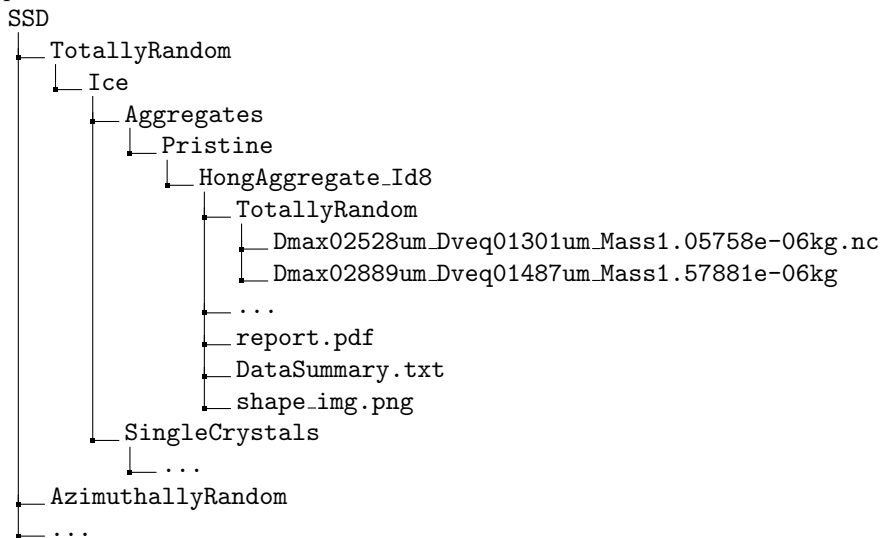 SSD
TotallyRandom
Ice
Aggregates
Pristine
HongAggregate_Id8
TotallyRandom
Dmax02528um_Dveq01301um_Mass1.05758e-06kg.nc
Dmax02889um_Dveq01487um_Mass1.57881e-06kg
...
report.pdf
DataSummary.txt
shape_img.png
SingleCrystals
...
AzimuthallyRandom
...